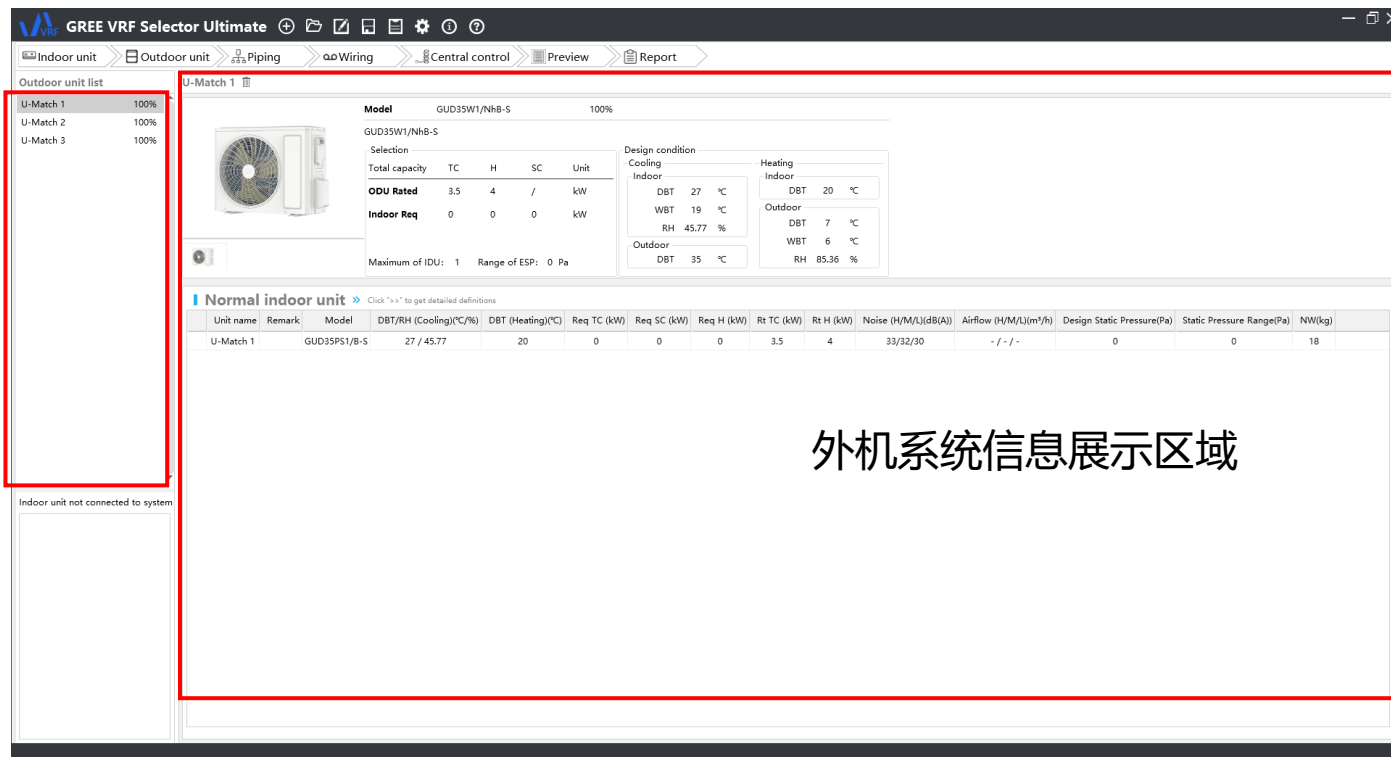 VRF GREE VRF Selector Ultimate
Indoor unit Outdoor unit Piping Wiring Central control Preview Report
Outdoor unit list
U-Match 1 100%
U-Match 2 100%
U-Match 3 100%
Indoor unit not connected to system
U-Match 1
Model GUD35W1/NhB-S 100%
GUD35W1/NhB-S
Selection
Total capacity TC H SC Unit
ODU Rated 3.5 4 / kW
Indoor Req 0 0 0 kW
Maximum of IDU: 1 Range of ESP: 0 Pa
Design condition
Cooling
Indoor
DBT 27 ℃
WBT 19 ℃
RH 45.77 %
Outdoor
DBT 35 ℃
Heating
Indoor
DBT 20 ℃
Outdoor
DBT 7 ℃
WBT 6 ℃
RH 85.36 %
Normal indoor unit » Click ">>" to get detailed definitions
Unit name Remark Model DBT/RH (Cooling)(℃/%) DBT (Heating)(℃) Req TC (kW) Req SC (kW) Req H (kW) Rt TC (kW) Rt H (kW) Noise (H/M/L)(dB(A)) Airflow (H/M/L)(m³/h) Design Static Pressure(Pa) Static Pressure Range(Pa) NW(kg)
U-Match 1 GUD35PS1/B-S 27 / 45.77 20 0 0 0 3.5 4 33/32/30 - / - / - 0 0 18
外机系统信息展示区域